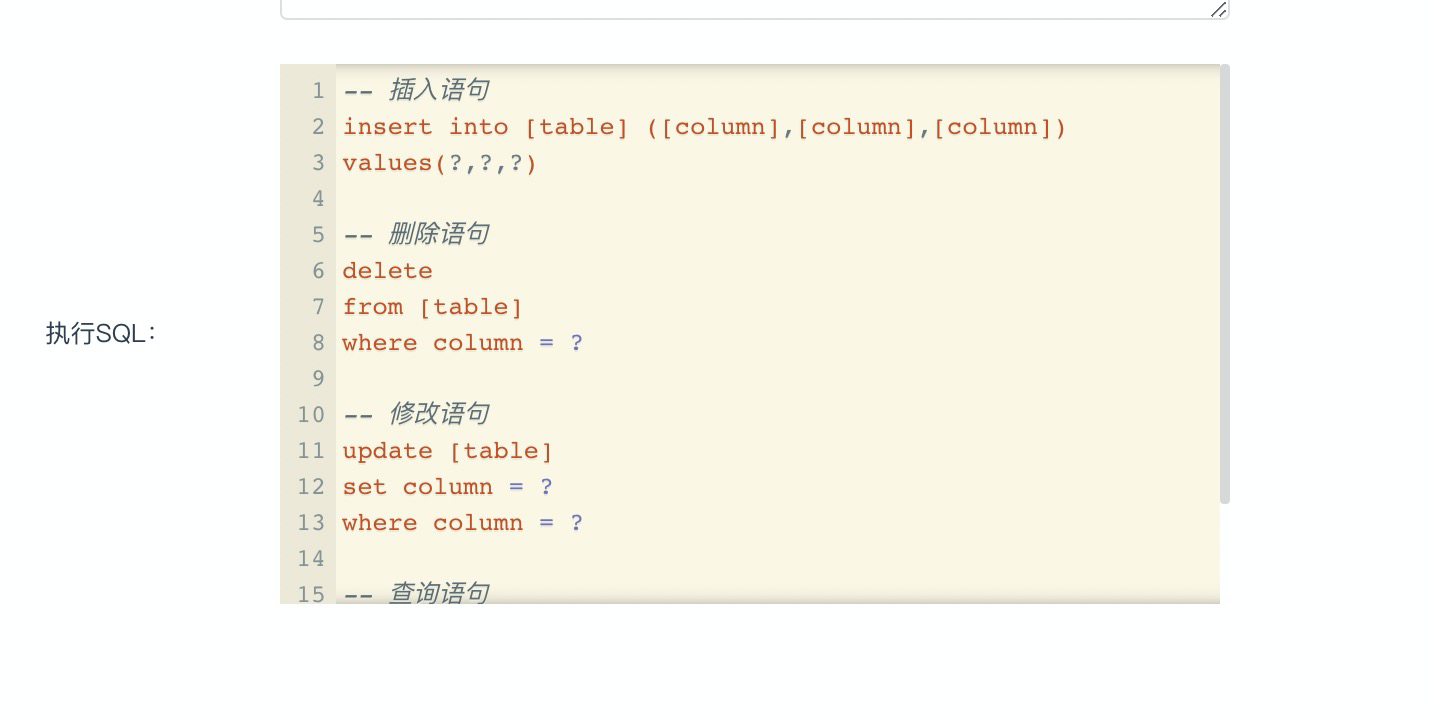 1 -- 插入语句
2 insert into [table] ([column],[column],[column])
3 values(?,?,?)
4
5 -- 删除语句
6 delete
7 from [table]
执行SQL：
8 where column = ?
9
10 -- 修改语句
11 update [table]
12 set column = ?
13 where column = ?
14
15 -- 查询语句